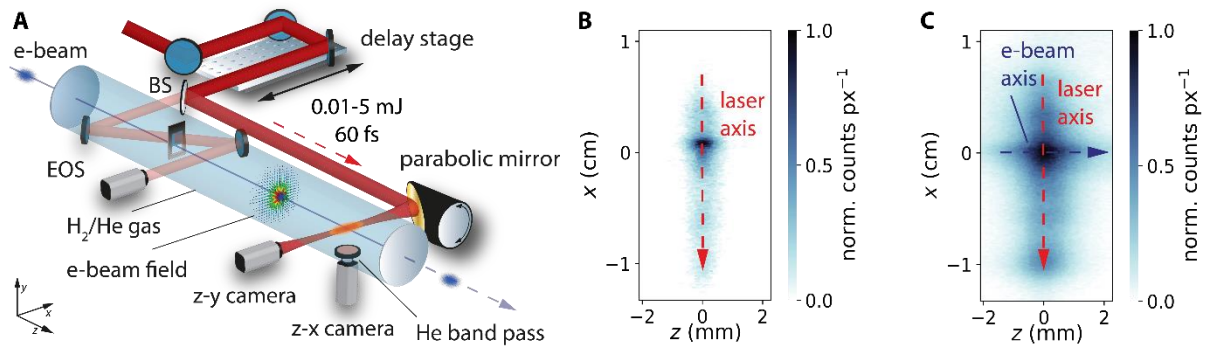 A
e-beam
delay stage
BS
0.01-5 mJ
60 fs
parabolic mirror
EOS
H₂/He gas
e-beam field
z-y camera
z-x camera
He band pass
y
x
z
B
1
0
−1
x (cm)
laser
axis
−2
0
2
z (mm)
1.0
0.5
0.0
norm. counts px⁻¹
C
1
0
−1
x (cm)
e-beam
axis
laser
axis
−2
0
2
z (mm)
1.0
0.5
0.0
norm. counts px⁻¹